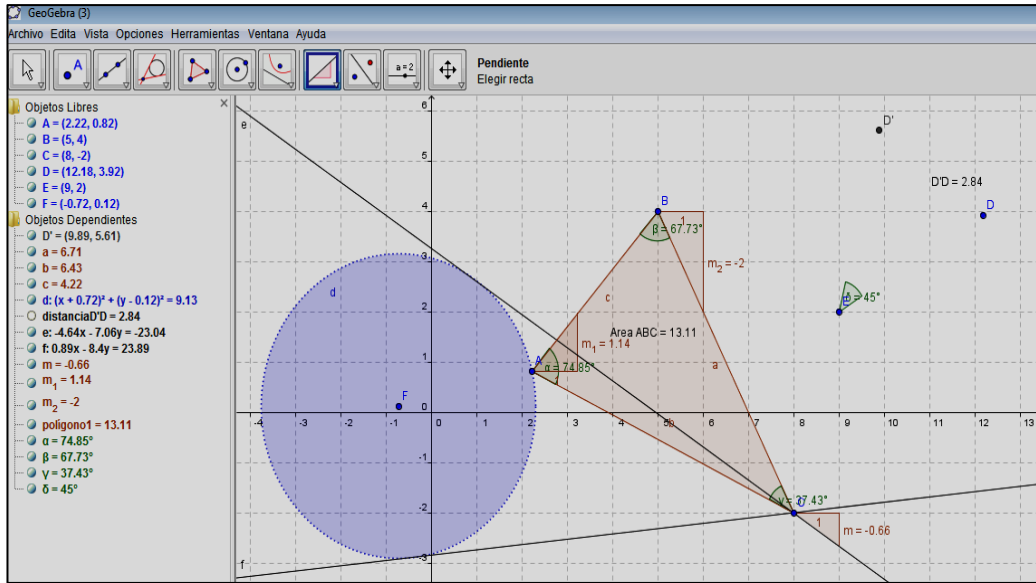 GeoGebra (3)
Archivo Edita Vista Opciones Herramientas Ventana Ayuda
A
a=2
Pendiente
Elegir recta
Objetos Libres
A = (2.22, 0.82)
B = (5, 4)
C = (8, -2)
D = (12.18, 3.92)
E = (9, 2)
F = (-0.72, 0.12)
Objetos Dependientes
D' = (9.89, 5.61)
a = 6.71
b = 6.43
c = 4.22
d: (x + 0.72)² + (y - 0.12)² = 9.13
distanciaD'D = 2.84
e: -4.64x - 7.06y = -23.04
f: 0.89x - 8.4y = 23.89
m = -0.66
m₁ = 1.14
m₂ = -2
polígono1 = 13.11
α = 74.85°
β = 67.73°
γ = 37.43°
δ = 45°
6
e
D'
5
D'D = 2.84
B
D
4
1
β = 67.73°
3
m₂ = -2
d
δ = 45°
E
2
c
Area ABC = 13.11
m₁ = 1.14
1
A
α = 74.85°
1
a
F
0
-4 -3 -2 -1 0 1 2 3 4 5 6 7 8 9 10 11 12 13
b
-1
γ = 37.43°
C
-2
1
m = -0.66
-3
f